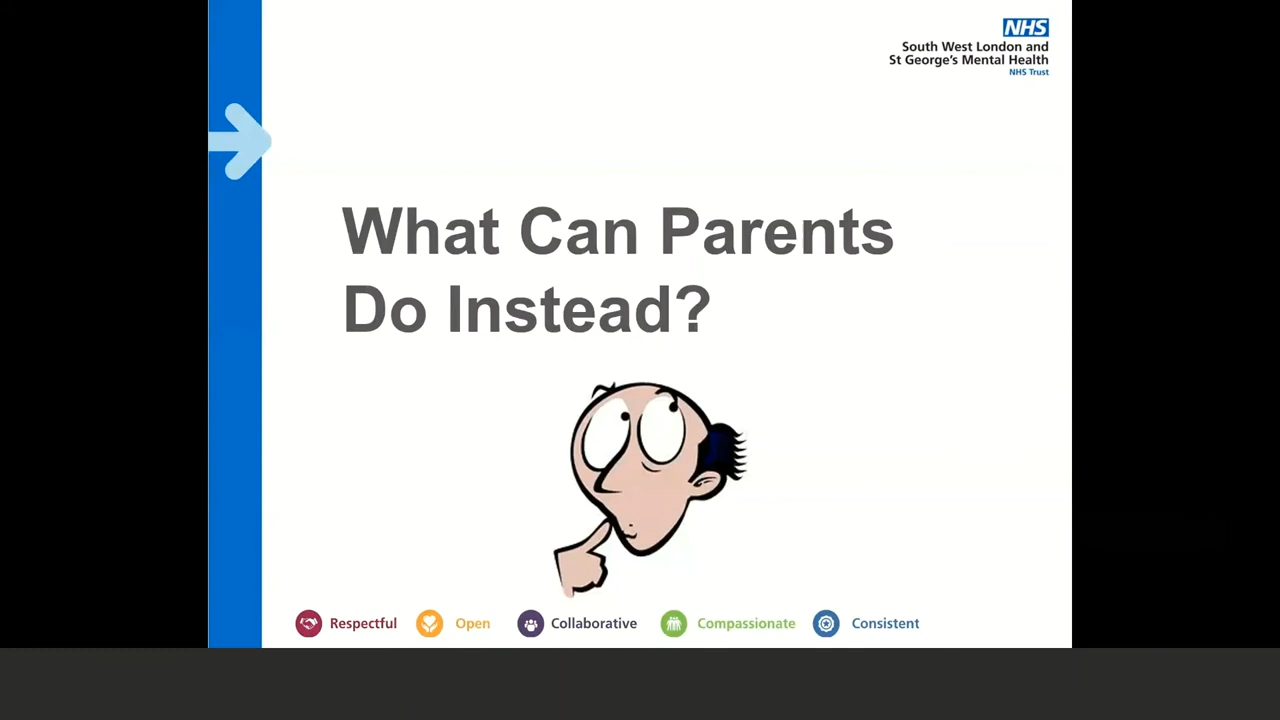 NHS
South West London and
St George's Mental Health
NHS Trust
What Can Parents
Do Instead?
Respectful Open Collaborative Compassionate Consistent